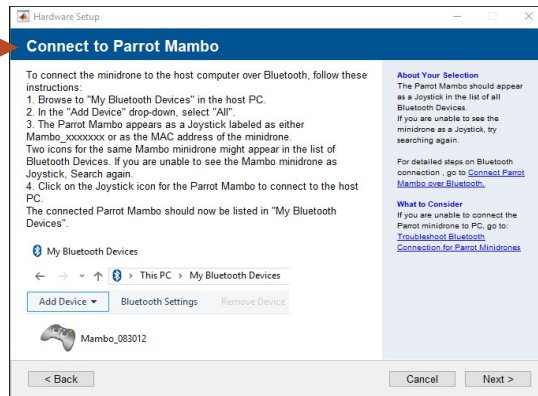 Hardware Setup
Connect to Parrot Mambo
To connect the minidrone to the host computer over Bluetooth, follow these
instructions:
1. Browse to "My Bluetooth Devices" in the host PC.
2. In the "Add Device" drop-down, select "All".
3. The Parrot Mambo appears as a Joystick labeled as either
Mambo_xxxxxxx or as the MAC address of the minidrone.
Two icons for the same Mambo minidrone might appear in the list of
Bluetooth Devices. If you are unable to see the Mambo minidrone as
Joystick, Search again.
4. Click on the Joystick icon for the Parrot Mambo to connect to the host
PC.
The connected Parrot Mambo should now be listed in "My Bluetooth
Devices".
My Bluetooth Devices
This PC > My Bluetooth Devices
Add Device
Bluetooth Settings
Remove Device
Mambo_083012
About Your Selection
The Parrot Mambo should appear
as a Joystick in the list of all
Bluetooth Devices.
If you are unable to see the
minidrone as a Joystick, try
searching again.
For detailed steps on Bluetooth
connection , go to Connect Parrot
Mambo over Bluetooth.
What to Consider
If you are unable to connect the
Parrot minidrone to PC, go to:
Troubleshoot Bluetooth
Connection for Parrot Minidrones
< Back
Cancel
Next >